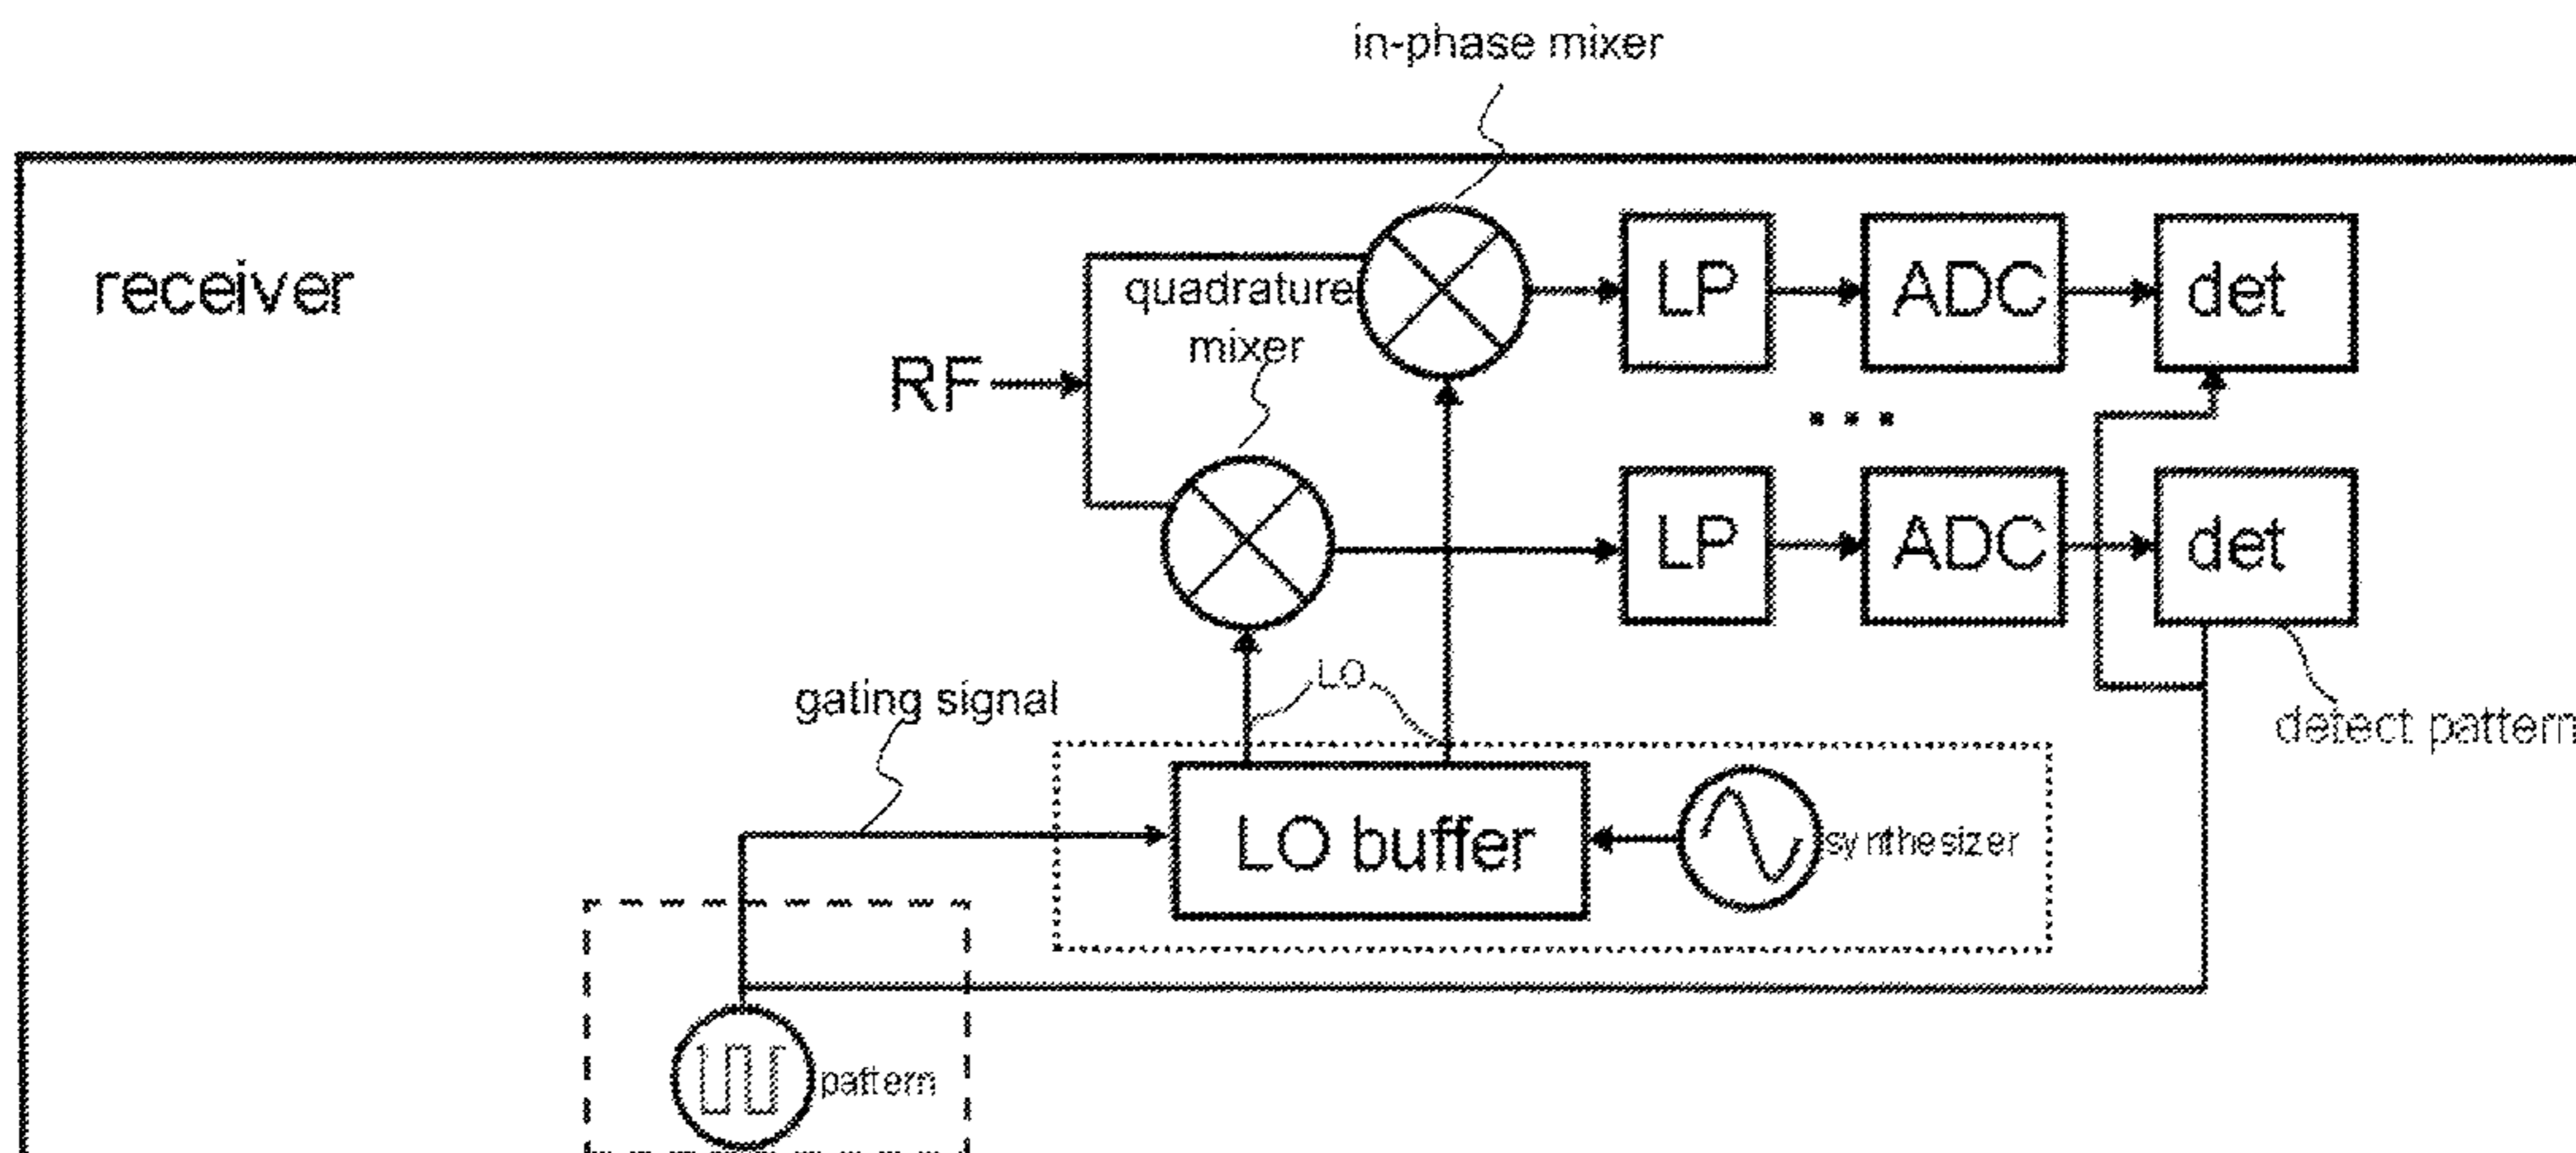 in-phase mixer
receiver
quadrature
mixer
RF
LP
ADC
det
...
LP
ADC
det
LO
gating signal
detect pattern
LO buffer
synthesizer
pattern